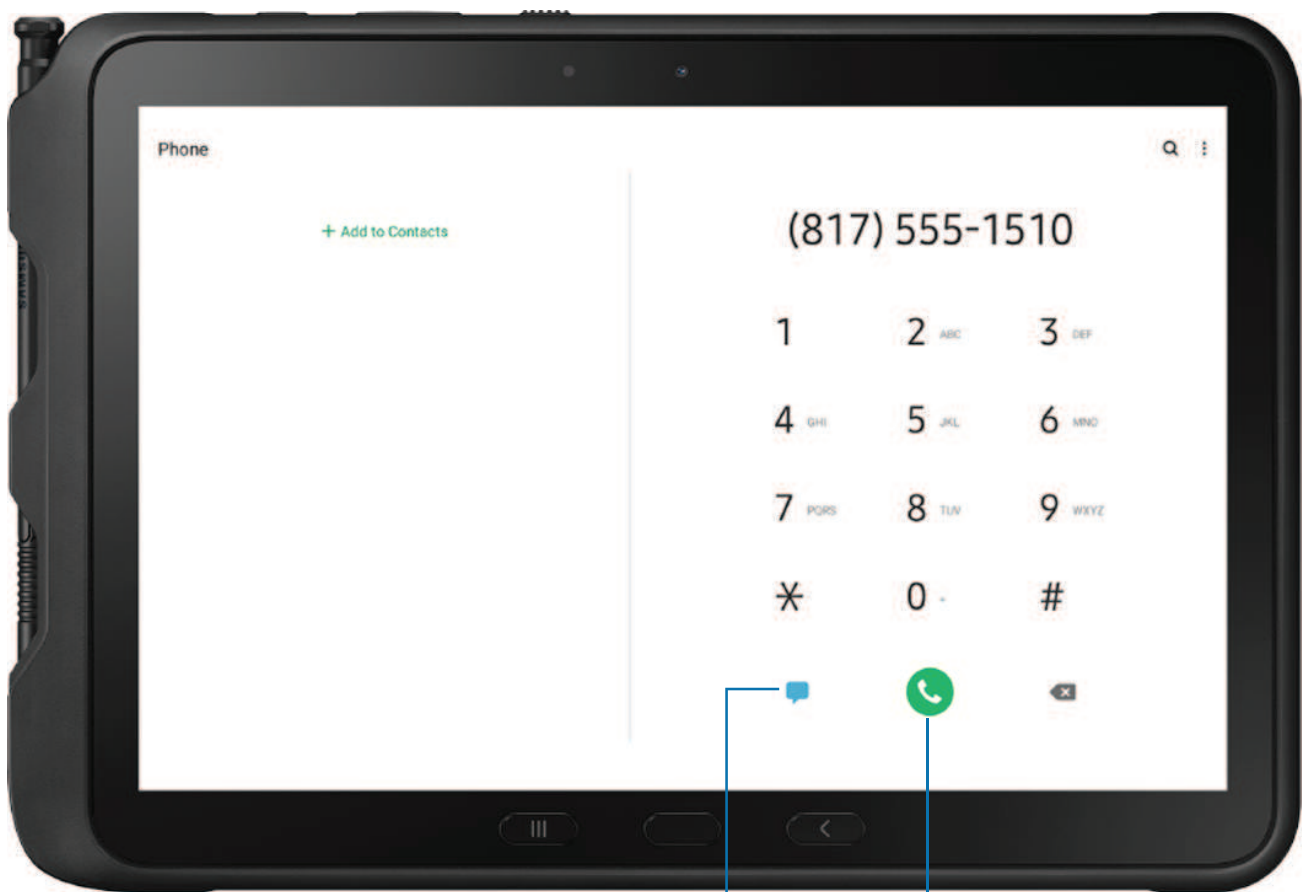 Phone
+ Add to Contacts
(817) 555-1510
1
2 ABC
3 DEF
4 GHI
5 JKL
6 MNO
7 PQRS
8 TUV
9 WXYZ
*
0
#